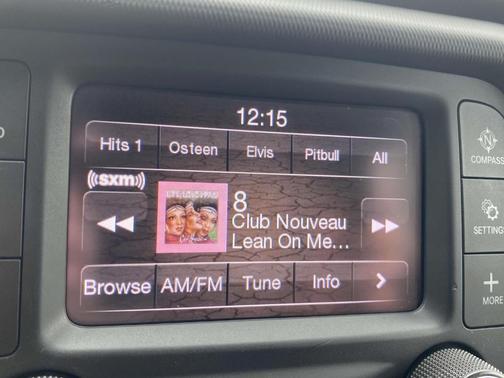 12:15
Hits 1 Osteen Elvis Pitbull All
((sxm))
8
Club Nouveau
Lean On Me...
Browse AM/FM Tune Info >
COMPASS
SETTINGS
+
MORE